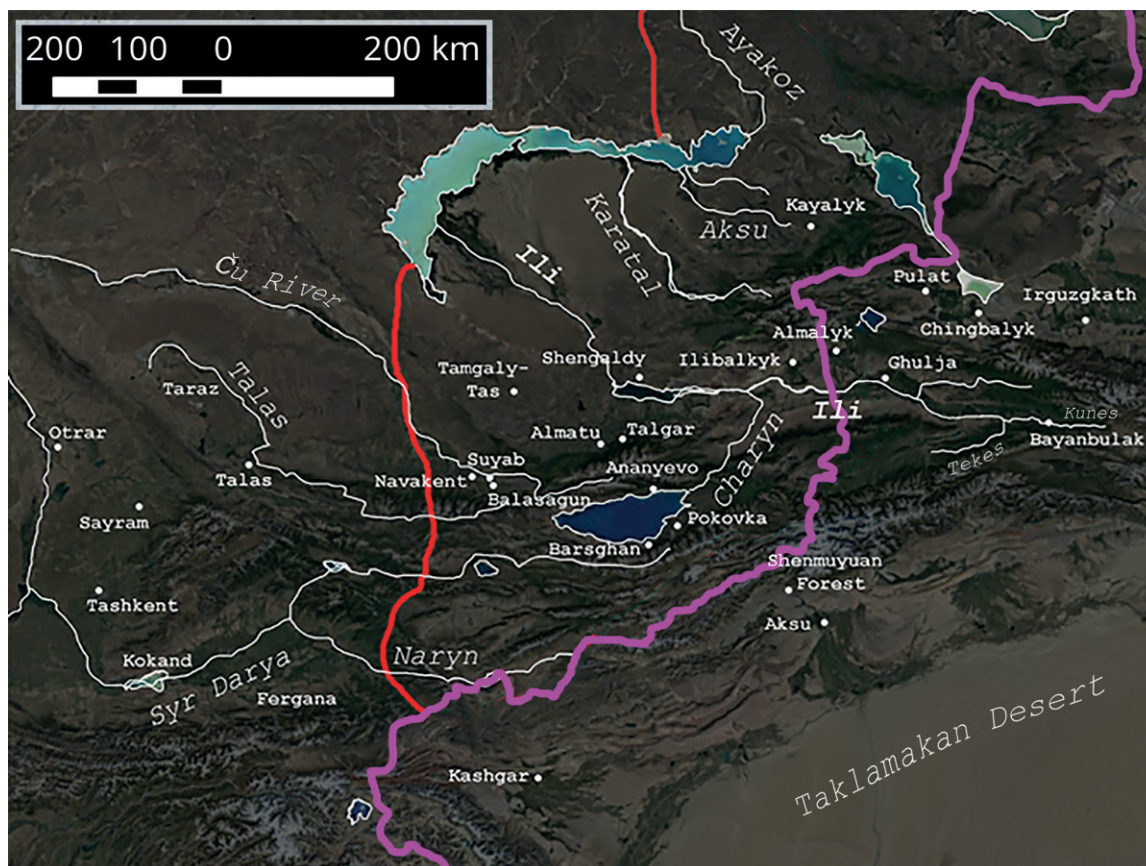 200 100 0 200 km
Ayakoz
Kayalyk
Aksu
Karatal
Ili
Ču River
Pulat
Irguzgkath
Chingbalyk
Almalyk
Shengaldy
Ilibalkyk
Ghulja
Tamgaly-
Tas
Taraz
Talas
Ili
Kunes
Otrar
Almatu
Talgar
Charyn
Bayanbulak
Tekes
Suyab
Ananyevo
Talas
Navakent
Balasagun
Sayram
Pokovka
Barsghan
Shenmuyuan
Forest
Tashkent
Aksu
Kokand
Naryn
Syr Darya
Fergana
Taklamakan Desert
Kashgar